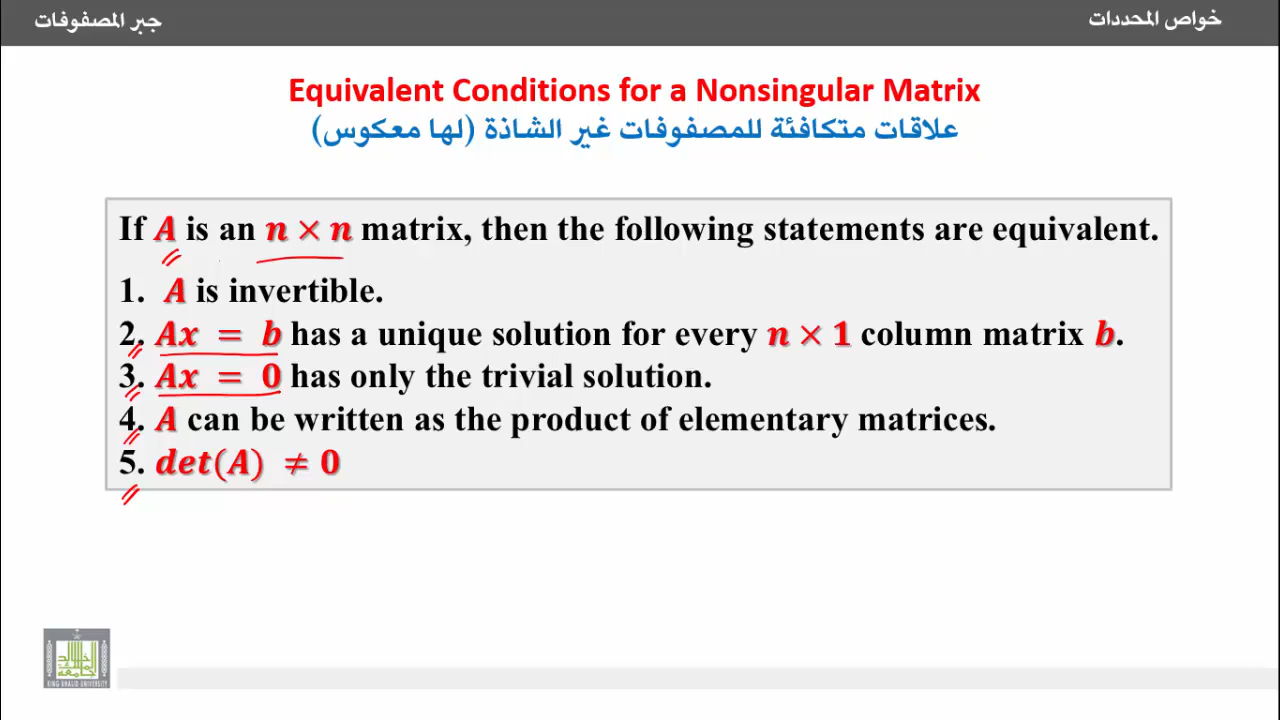 خواص المحددات
جبر المصفوفات
Equivalent Conditions for a Nonsingular Matrix
علاقات متكافئة للمصفوفات غير الشاذة (لها معكوس)
If A is an n × n matrix, then the following statements are equivalent.
1. A is invertible.
2. Ax = b has a unique solution for every n × 1 column matrix b.
3. Ax = 0 has only the trivial solution.
4. A can be written as the product of elementary matrices.
5. det(A) ≠ 0
KING KHALID UNIVERSITY